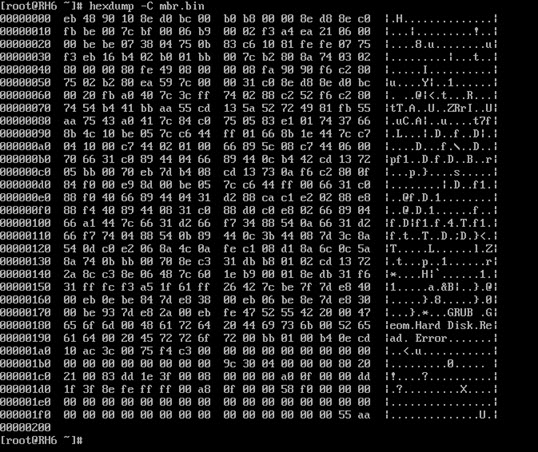 [root@RH6 ~]# hexdump -C mbr.bin
00000000  eb 48 90 10 8e d0 bc 00  b0 b8 00 00 8e d8 8e c0  |.H..............|
00000010  fb be 00 7c bf 00 06 b9  00 02 f3 a4 ea 21 06 00  |...|.........!..|
00000020  00 be be 07 38 04 75 0b  83 c6 10 81 fe fe 07 75  |....8.u........u|
00000030  f3 eb 16 b4 02 b0 01 bb  00 7c b2 80 8a 74 03 02  |.........|...t..|
00000040  80 00 00 80 fe 49 08 00  00 08 fa 90 90 f6 c2 80  |.....I..........|
00000050  75 02 b2 80 ea 59 7c 00  00 31 c0 8e d8 8e d0 bc  |u....Y|..1......|
00000060  00 20 fb a0 40 7c 3c ff  74 02 88 c2 52 f6 c2 80  |. ..@|<.t...R...|
00000070  74 54 b4 41 bb aa 55 cd  13 5a 52 72 49 81 fb 55  |tT.A..U..ZRrI..U|
00000080  aa 75 43 a0 41 7c 84 c0  75 05 83 e1 01 74 37 66  |.uC.A|..u....t7f|
00000090  8b 4c 10 be 05 7c c6 44  ff 01 66 8b 1e 44 7c c7  |.L...|.D..f..D|.|
000000a0  04 10 00 c7 44 02 01 00  66 89 5c 08 c7 44 06 00  |....D...f.\..D..|
000000b0  70 66 31 c0 89 44 04 66  89 44 0c b4 42 cd 13 72  |pf1..D.f.D..B..r|
000000c0  05 bb 00 70 eb 7d b4 08  cd 13 73 0a f6 c2 80 0f  |...p.}....s.....|
000000d0  84 f0 00 e9 8d 00 be 05  7c c6 44 ff 00 66 31 c0  |........|.D..f1.|
000000e0  88 f0 40 66 89 44 04 31  d2 88 ca c1 e2 02 88 e8  |..@f.D.1........|
000000f0  88 f4 40 89 44 08 31 c0  88 d0 c0 e8 02 66 89 04  |..@.D.1......f..|
00000100  66 a1 44 7c 66 31 d2 66  f7 34 88 54 0a 66 31 d2  |f.D|f1.f.4.T.f1.|
00000110  66 f7 74 04 88 54 0b 89  44 0c 3b 44 08 7d 3c 8a  |f.t..T..D.;D.}<.|
00000120  54 0d c0 e2 06 8a 4c 0a  fe c1 08 d1 8a 6c 0c 5a  |T.....L......l.Z|
00000130  8a 74 0b bb 00 70 8e c3  31 db b8 01 02 cd 13 72  |.t...p..1......r|
00000140  2a 8c c3 8e 06 48 7c 60  1e b9 00 01 8e db 31 f6  |*....H|`......1.|
00000150  31 ff fc f3 a5 1f 61 ff  26 42 7c be 7f 7d e8 40  |1.....a.&B|..}.@|
00000160  00 eb 0e be 84 7d e8 38  00 eb 06 be 8e 7d e8 30  |.....}.8.....}.0|
00000170  00 be 93 7d e8 2a 00 eb  fe 47 52 55 42 20 00 47  |...}.*...GRUB .G|
00000180  65 6f 6d 00 48 61 72 64  20 44 69 73 6b 00 52 65  |eom.Hard Disk.Re|
00000190  61 64 00 20 45 72 72 6f  72 00 bb 01 00 b4 0e cd  |ad. Error.......|
000001a0  10 ac 3c 00 75 f4 c3 00  00 00 00 00 00 00 00 00  |..<.u...........|
000001b0  00 00 00 00 00 00 00 00  9c 30 04 00 00 00 80 20  |.........0..... |
000001c0  21 00 83 dd 1e 3f 08 00  00 00 00 a0 0f 00 00 dd  |!....?..........|
000001d0  1f 3f 8e fe ff ff 00 a8  0f 00 00 58 f0 00 00 00  |.?.........X....|
000001e0  00 00 00 00 00 00 00 00  00 00 00 00 00 00 00 00  |................|
000001f0  00 00 00 00 00 00 00 00  00 00 00 00 00 00 55 aa  |..............U.|
00000200
[root@RH6 ~]#